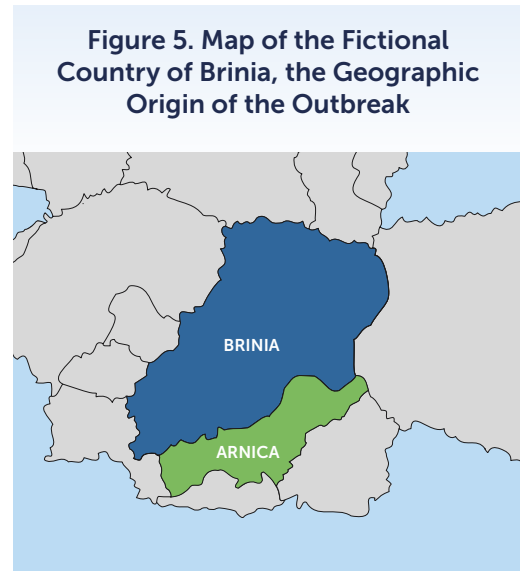 Figure 5. Map of the Fictional
Country of Brinia, the Geographic
Origin of the Outbreak
BRINIA
ARNICA